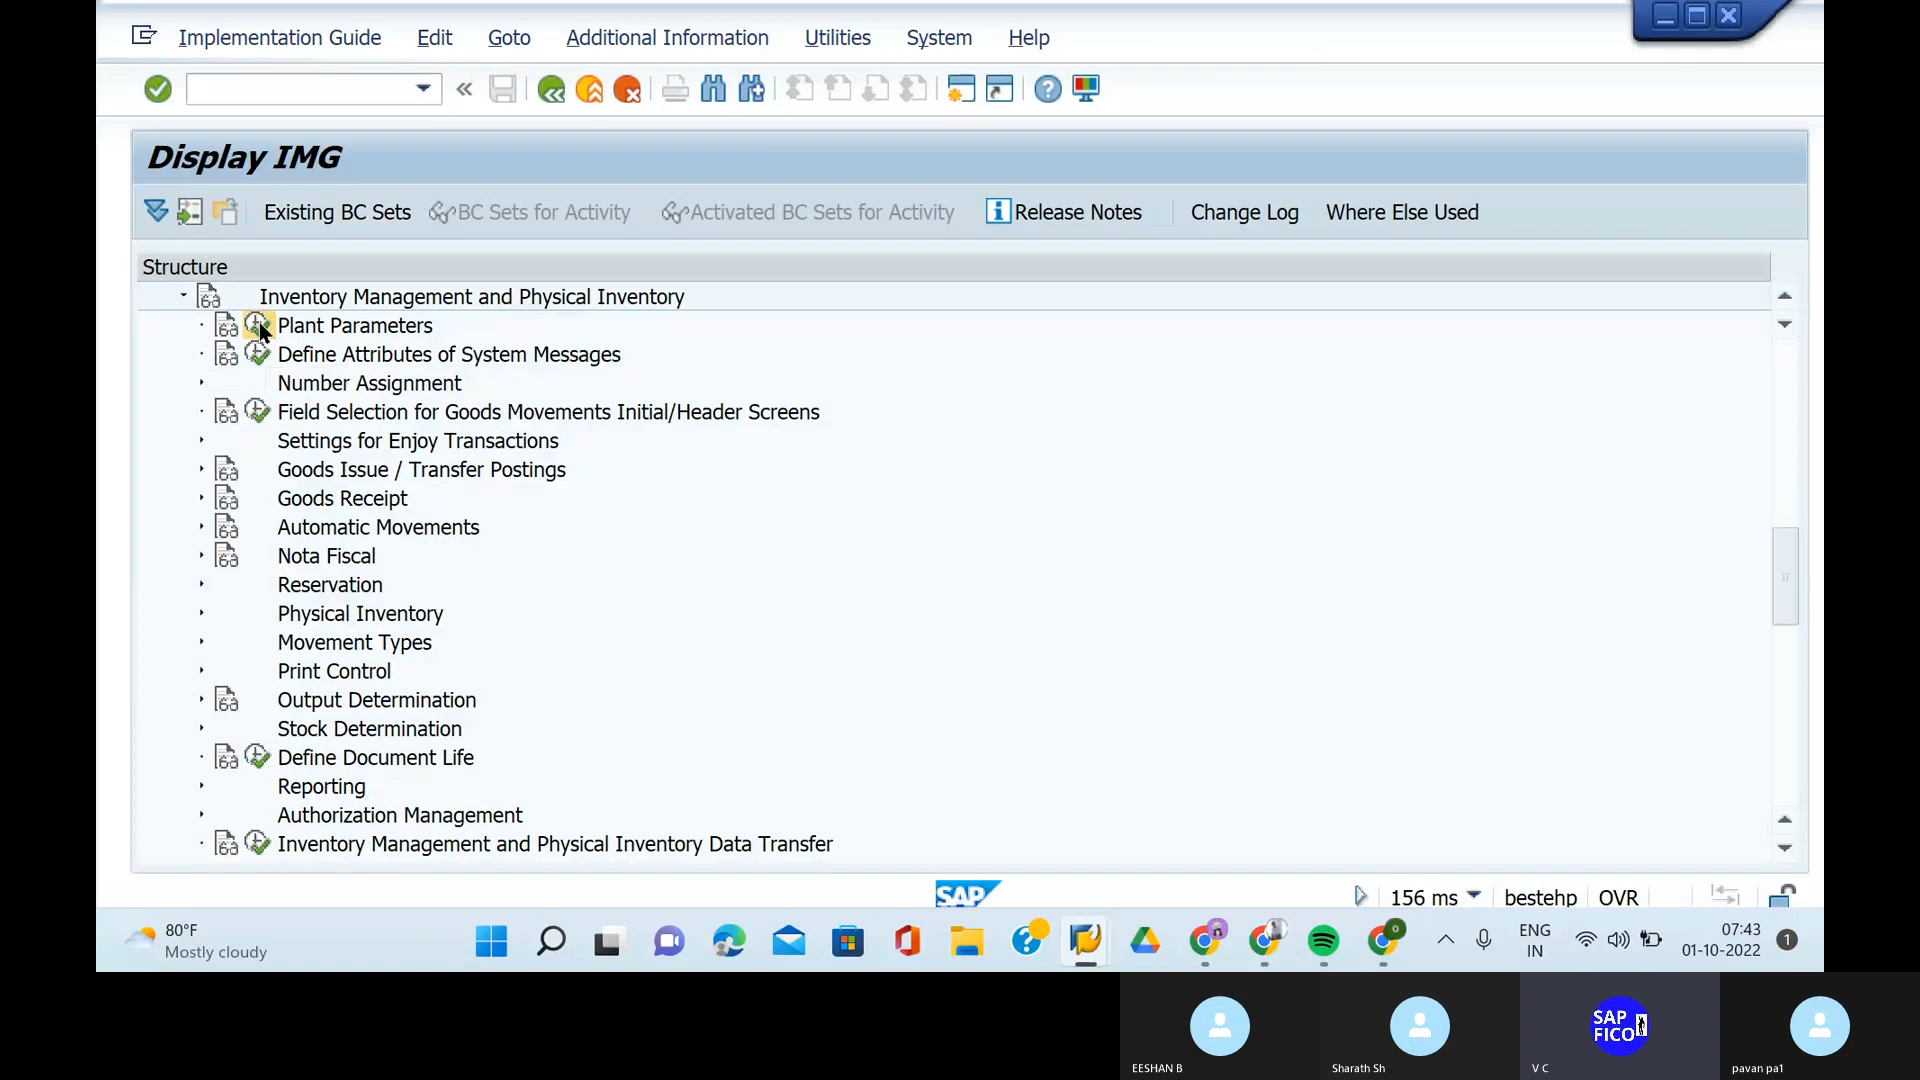 Implementation Guide Edit Goto Additional Information Utilities System Help
Display IMG
Existing BC Sets BC Sets for Activity Activated BC Sets for Activity Release Notes Change Log Where Else Used
Structure
Inventory Management and Physical Inventory
Plant Parameters
Define Attributes of System Messages
Number Assignment
Field Selection for Goods Movements Initial/Header Screens
Settings for Enjoy Transactions
Goods Issue / Transfer Postings
Goods Receipt
Automatic Movements
Nota Fiscal
Reservation
Physical Inventory
Movement Types
Print Control
Output Determination
Stock Determination
Define Document Life
Reporting
Authorization Management
Inventory Management and Physical Inventory Data Transfer
SAP 156 ms bestehp OVR
80°F
Mostly cloudy
ENG
IN
07:43
01-10-2022
1
SAP
FICO
EESHAN B Sharath Sh V C pavan pa1